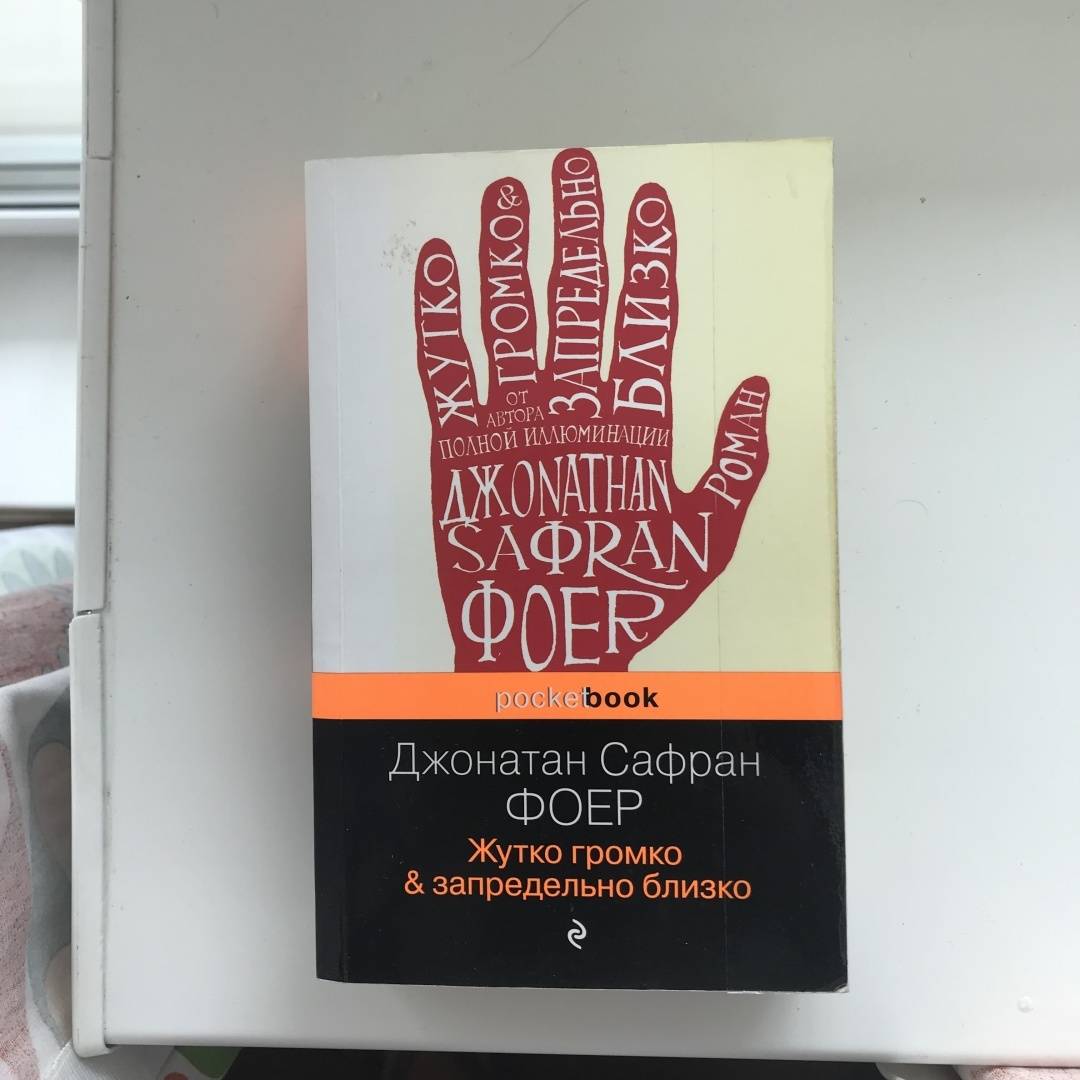 ЖУТКО
ГРОМКО &
ЗАПРЕДЕЛЬНО
БЛИЗКО
ОТ
АВТОРА
ПОЛНОЙ ИЛЛЮМИНАЦИИ
ДЖОNATHAN
SAФRAN
ФOER
РОМАН
pocketbook
Джонатан Сафран
ФОЕР
Жутко громко
& запредельно близко